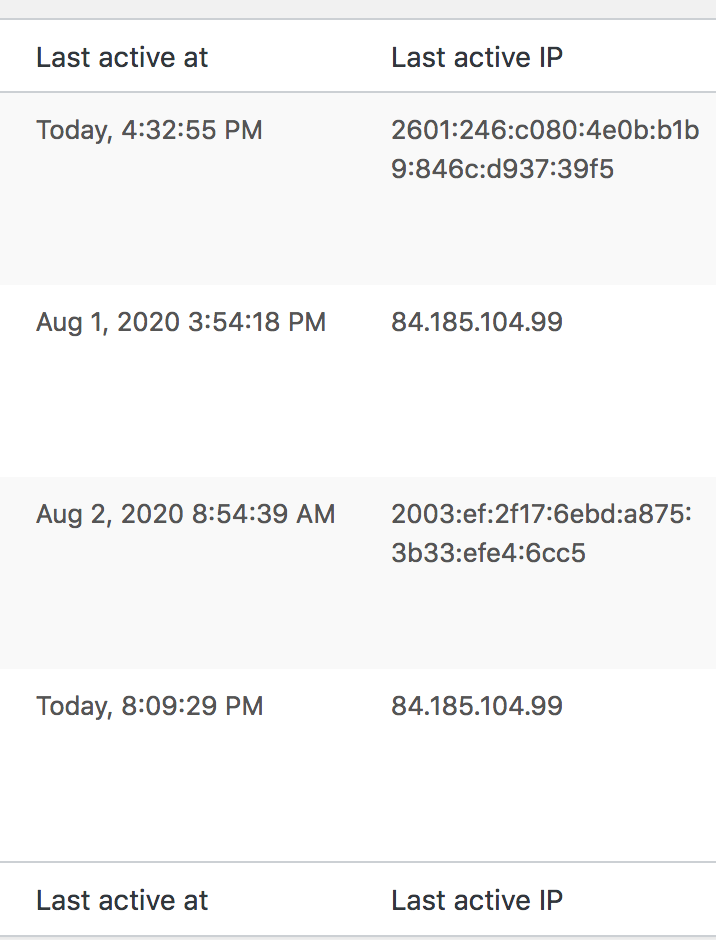 Last active at Last active IP
Today, 4:32:55 PM 2601:246:c080:4e0b:b1b
9:846c:d937:39f5
Aug 1, 2020 3:54:18 PM 84.185.104.99
Aug 2, 2020 8:54:39 AM 2003:ef:2f17:6ebd:a875:
3b33:efe4:6cc5
Today, 8:09:29 PM 84.185.104.99
Last active at Last active IP